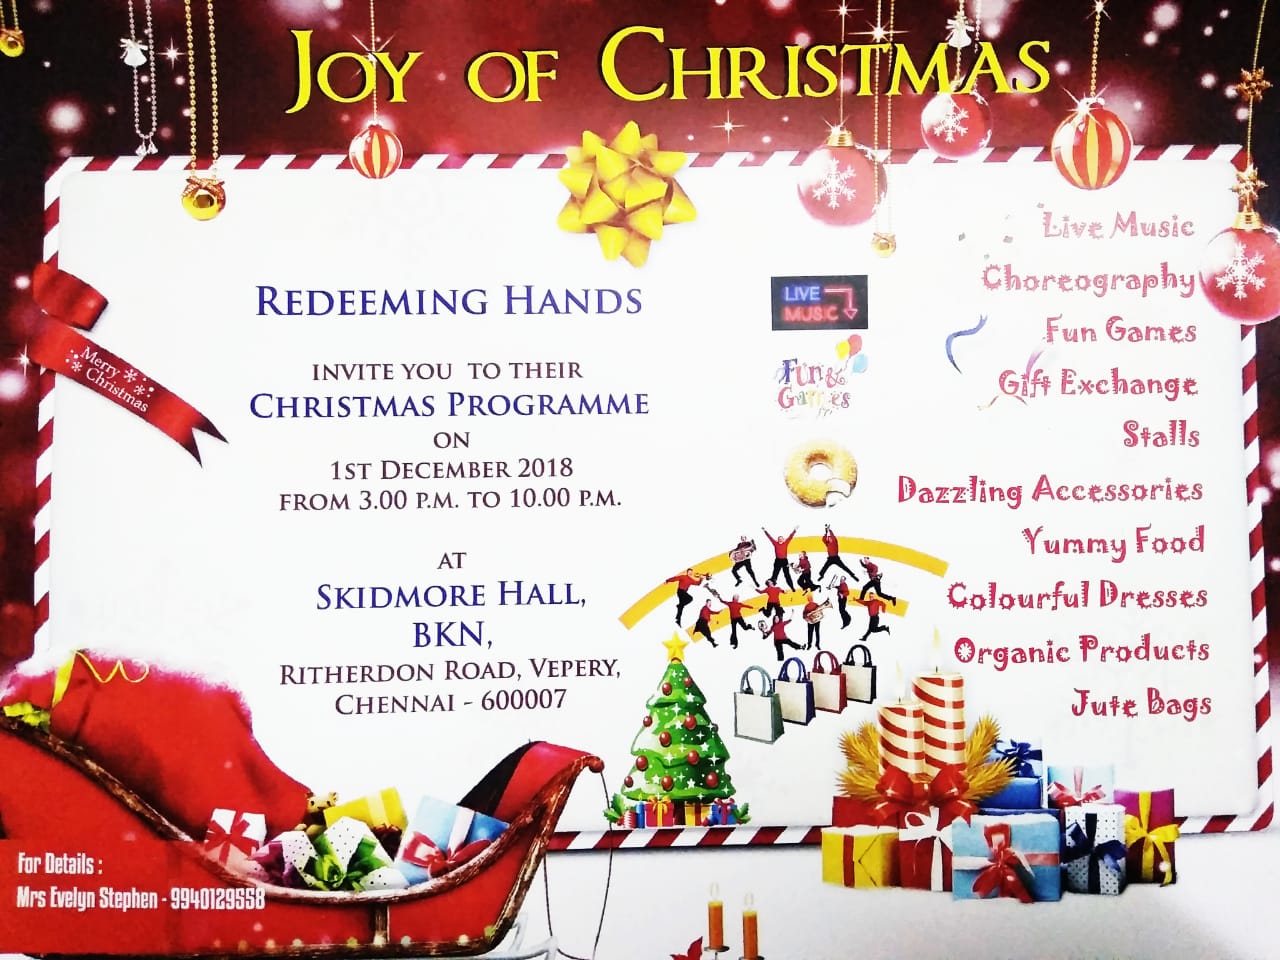 JOY OF CHRISTMAS
Merry
Christmas
REDEEMING HANDS
INVITE YOU TO THEIR
CHRISTMAS PROGRAMME
ON
1ST DECEMBER 2018
FROM 3.00 P.M. TO 10.00 P.M.
AT
SKIDMORE HALL,
BKN,
RITHERDON ROAD, VEPERY,
CHENNAI - 600007
LIVE
MUSIC
Fun &
Games
Live Music
Choreography
Fun Games
Gift Exchange
Stalls
Dazzling Accessories
Yummy Food
Colourful Dresses
Organic Products
Jute Bags
For Details :
Mrs Evelyn Stephen - 9940129558